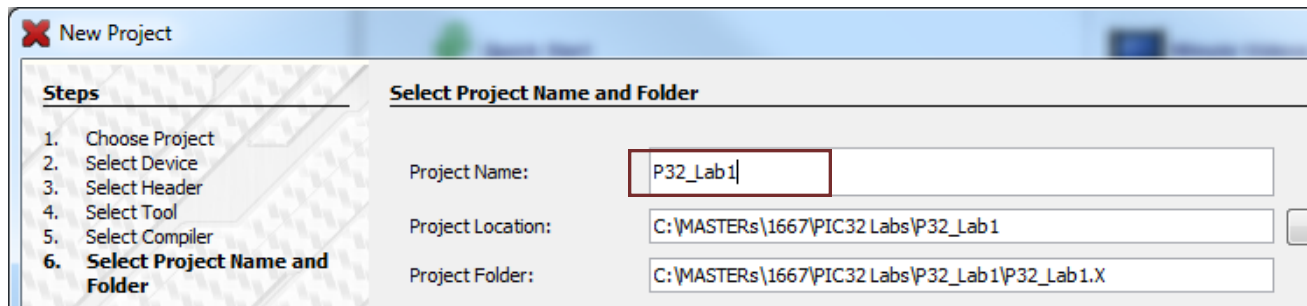 New Project
Steps
1. Choose Project
2. Select Device
3. Select Header
4. Select Tool
5. Select Compiler
6. Select Project Name and
Folder
Select Project Name and Folder
Project Name: P32_Lab1
Project Location: C:\MASTERs\1667\PIC32 Labs\P32_Lab1
Project Folder: C:\MASTERs\1667\PIC32 Labs\P32_Lab1\P32_Lab1.X